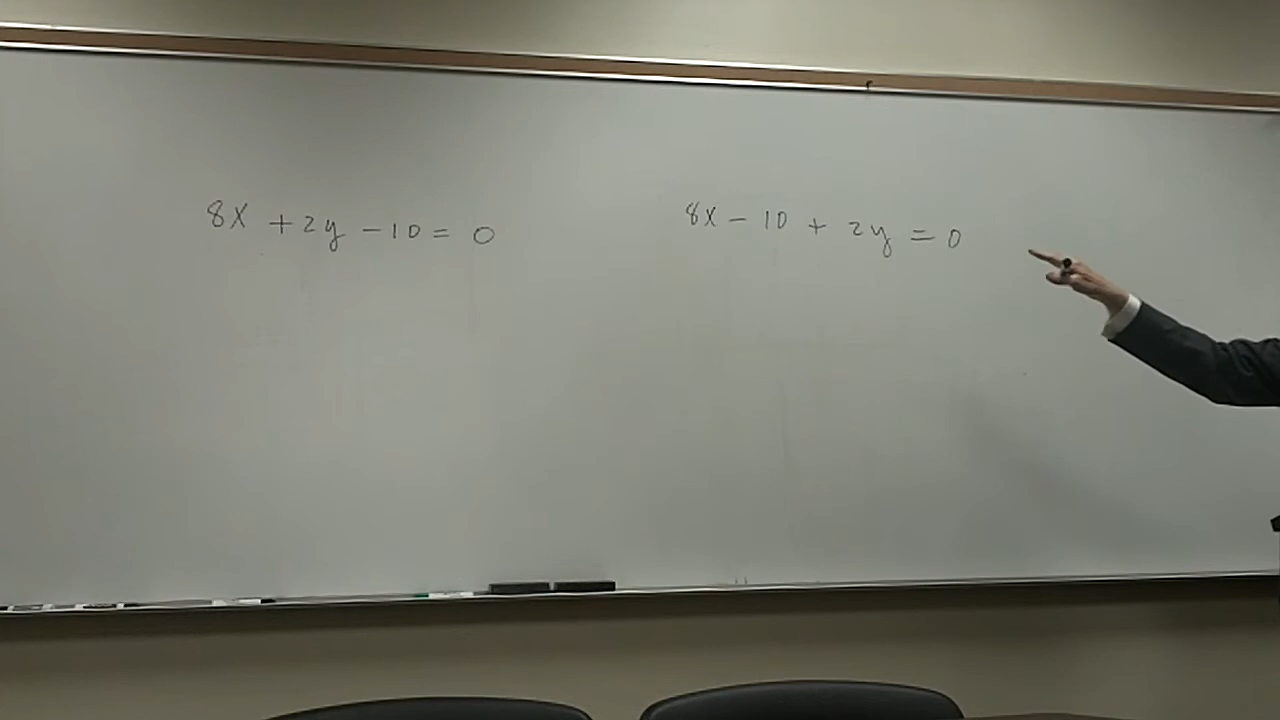 8x + 2y - 10 = 0
8x - 10 + 2y = 0